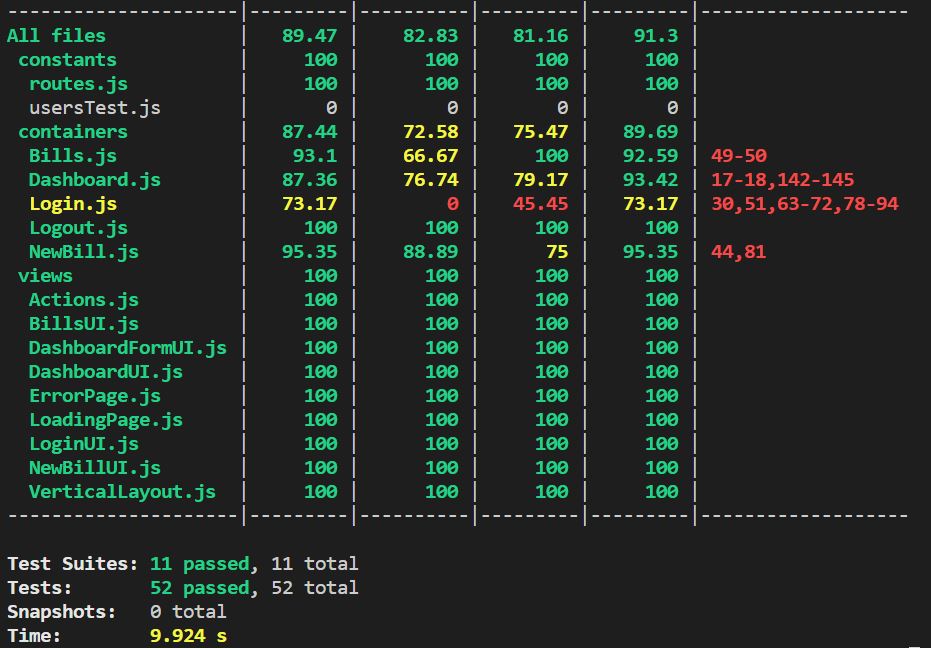 ---------------------|---------|----------|---------|---------|-------------------
All files            |   89.47 |    82.83 |   81.16 |    91.3 |
 constants           |     100 |      100 |     100 |     100 |
  routes.js          |     100 |      100 |     100 |     100 |
  usersTest.js       |       0 |        0 |       0 |       0 |
 containers          |   87.44 |    72.58 |   75.47 |   89.69 |
  Bills.js           |    93.1 |    66.67 |     100 |   92.59 | 49-50
  Dashboard.js       |   87.36 |    76.74 |   79.17 |   93.42 | 17-18,142-145
  Login.js           |   73.17 |        0 |   45.45 |   73.17 | 30,51,63-72,78-94
  Logout.js          |     100 |      100 |     100 |     100 |
  NewBill.js         |   95.35 |    88.89 |      75 |   95.35 | 44,81
 views               |     100 |      100 |     100 |     100 |
  Actions.js         |     100 |      100 |     100 |     100 |
  BillsUI.js         |     100 |      100 |     100 |     100 |
  DashboardFormUI.js |     100 |      100 |     100 |     100 |
  DashboardUI.js     |     100 |      100 |     100 |     100 |
  ErrorPage.js       |     100 |      100 |     100 |     100 |
  LoadingPage.js     |     100 |      100 |     100 |     100 |
  LoginUI.js         |     100 |      100 |     100 |     100 |
  NewBillUI.js       |     100 |      100 |     100 |     100 |
  VerticalLayout.js  |     100 |      100 |     100 |     100 |
---------------------|---------|----------|---------|---------|-------------------
Test Suites: 11 passed, 11 total
Tests:       52 passed, 52 total
Snapshots:   0 total
Time:        9.924 s